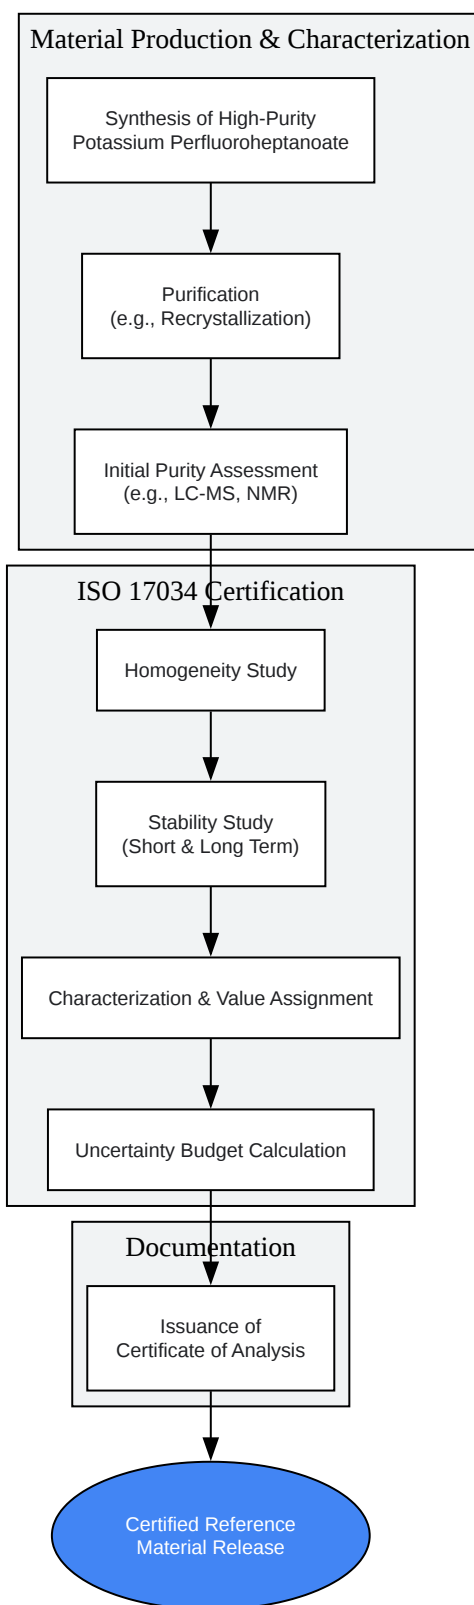 Material Production & Characterization
Synthesis of High-Purity
Potassium Perfluoroheptanoate
Purification
(e.g., Recrystallization)
Initial Purity Assessment
(e.g., LC-MS, NMR)
ISO 17034 Certification
Homogeneity Study
Stability Study
(Short & Long Term)
Characterization & Value Assignment
Uncertainty Budget Calculation
Documentation
Issuance of
Certificate of Analysis
Certified Reference
Material Release